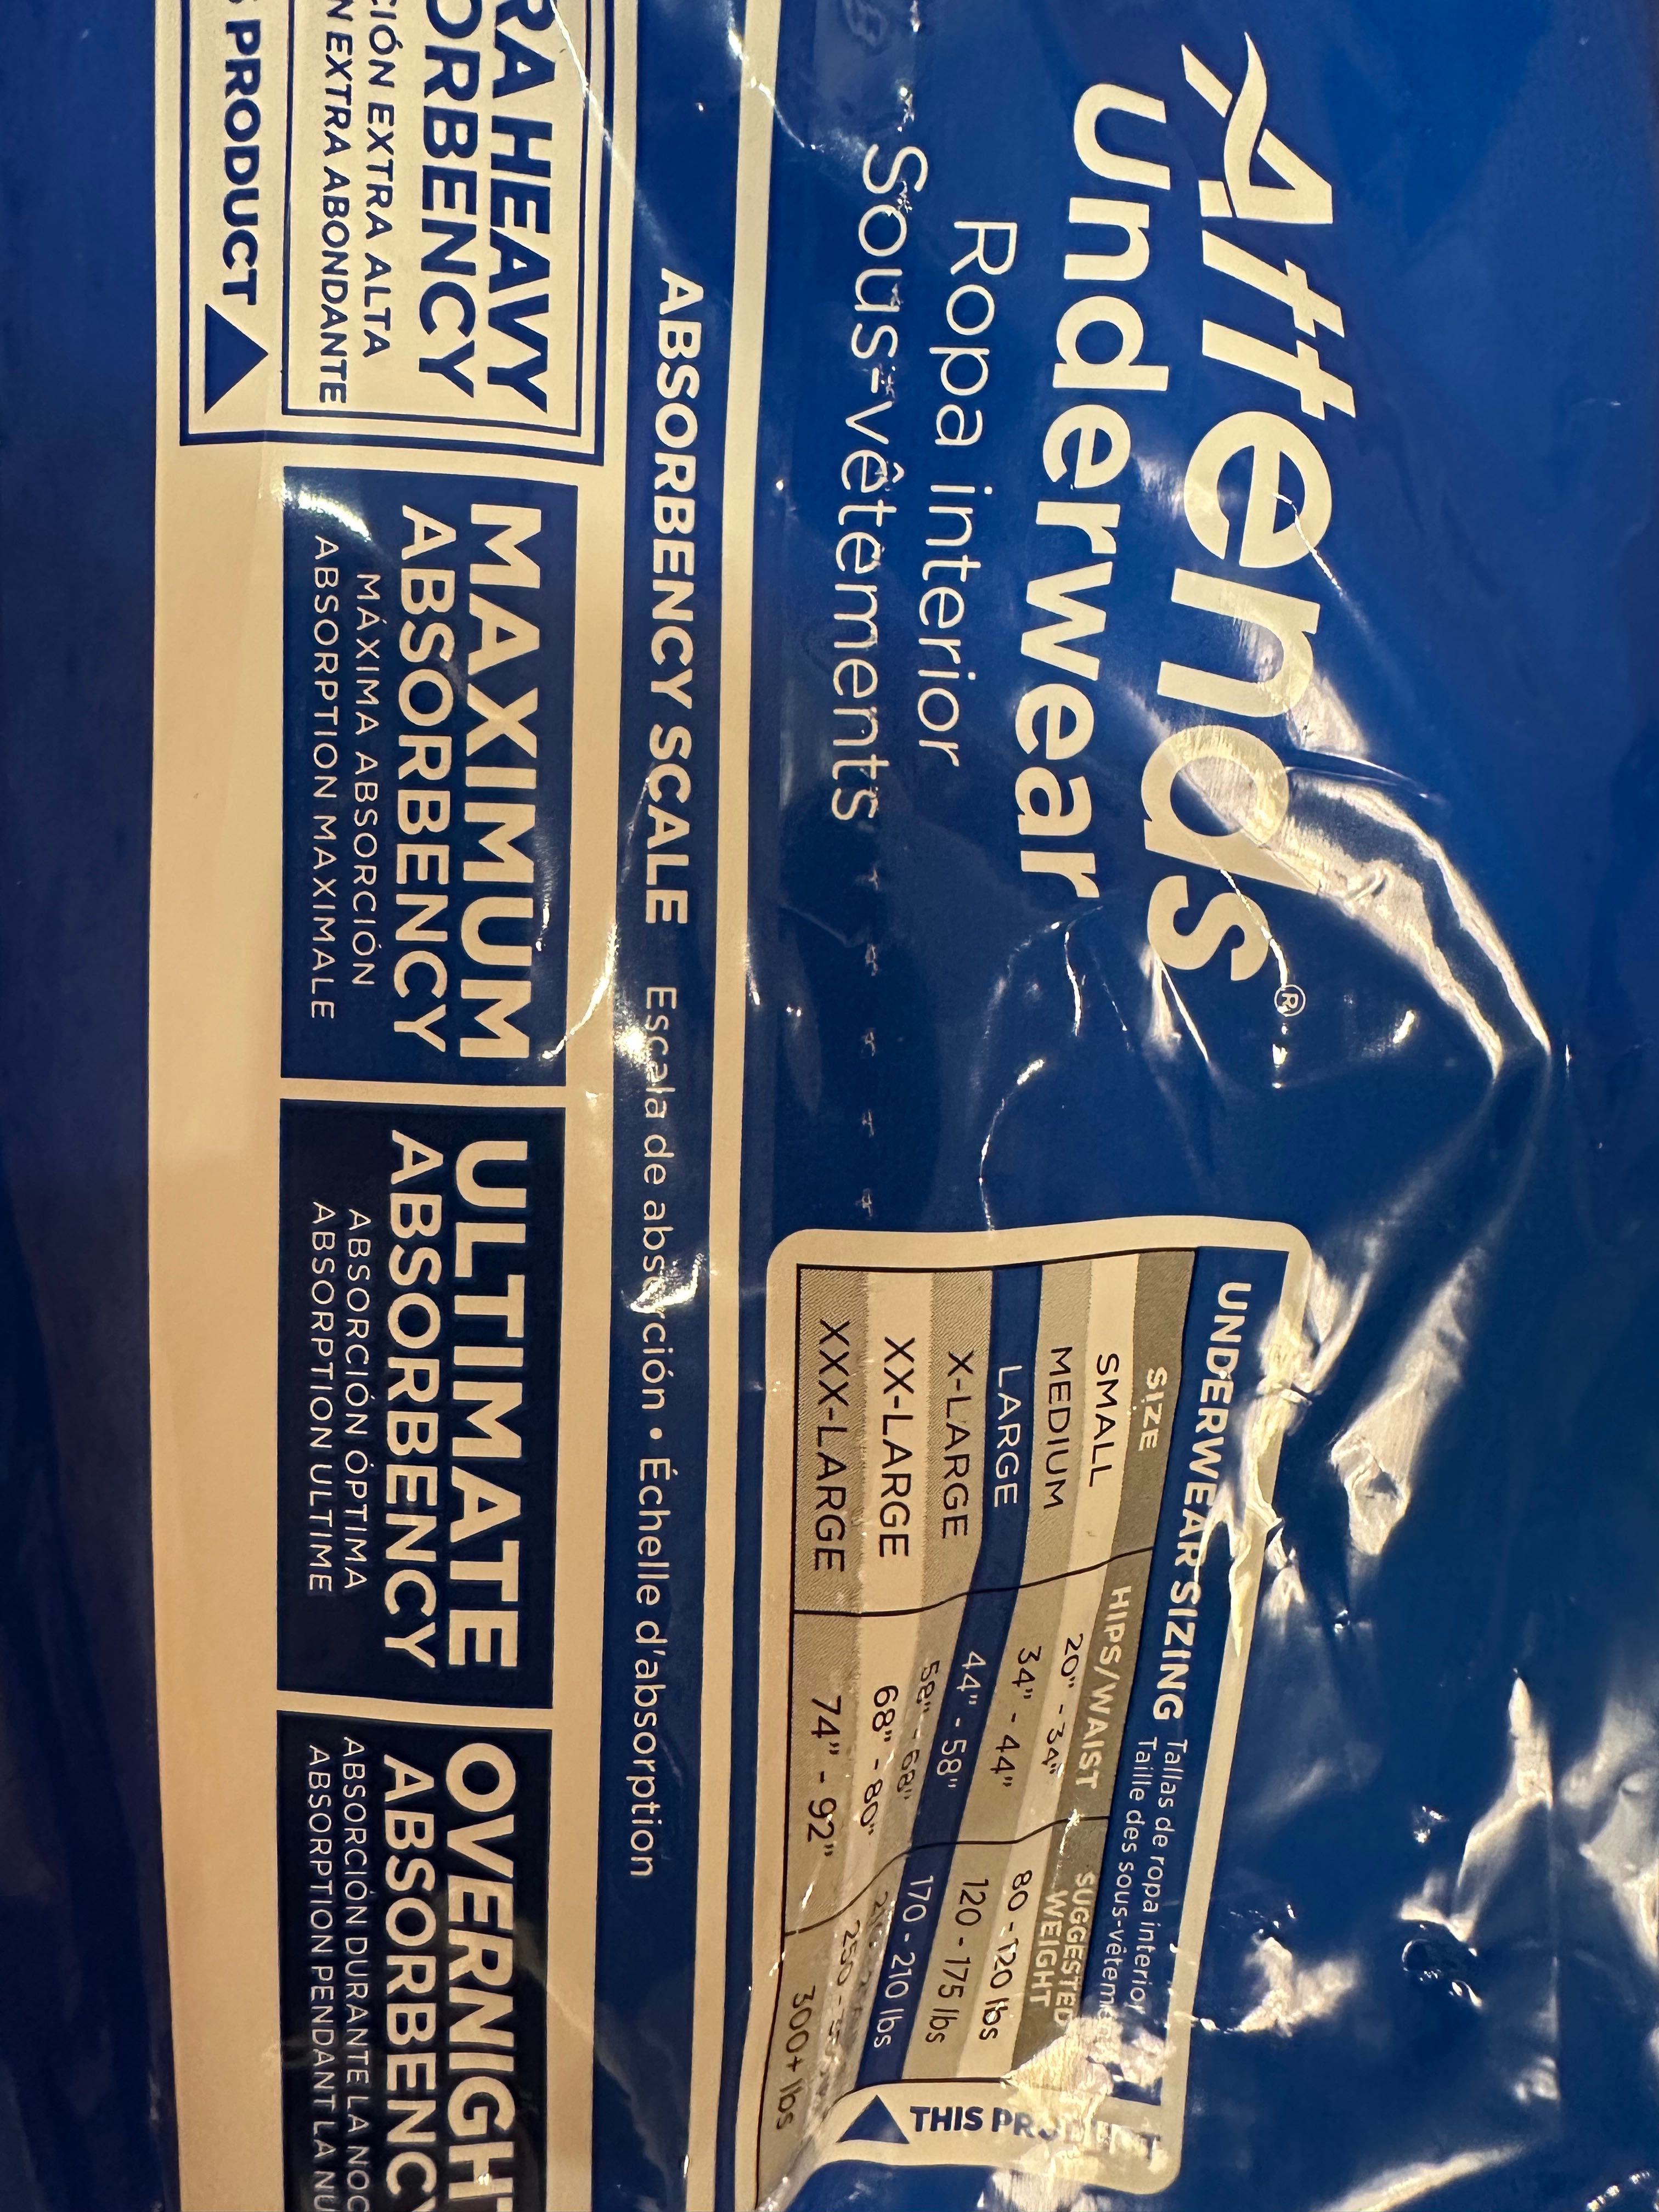 Attends®
Underwear
Ropa interior
Sous-vêtements
UNDERWEAR SIZING Tallas de ropa interior
Taille des sous-vêtements
SIZE HIPS/WAIST SUGGESTED WEIGHT
SMALL 20" - 34" 80 - 120 lbs
MEDIUM 34" - 44" 120 - 175 lbs
LARGE 44" - 58" 170 - 210 lbs
X-LARGE 58" - 68"
XX-LARGE 68" - 80" 250 -
XXX-LARGE 74" - 92" 300+ lbs
THIS PRODUCT
ABSORBENCY SCALE Escala de absorción • Échelle d'absorption
RA HEAVY
ORBENCY
CIÓN EXTRA ALTA
N EXTRA ABONDANTE
S PRODUCT
MAXIMUM
ABSORBENCY
MÁXIMA ABSORCIÓN
ABSORPTION MAXIMALE
ULTIMATE
ABSORBENCY
ABSORCIÓN ÓPTIMA
ABSORPTION ULTIME
OVERNIGHT
ABSORBENCY
ABSORCIÓN DURANTE LA NOC
ABSORPTION PENDANT LA NU